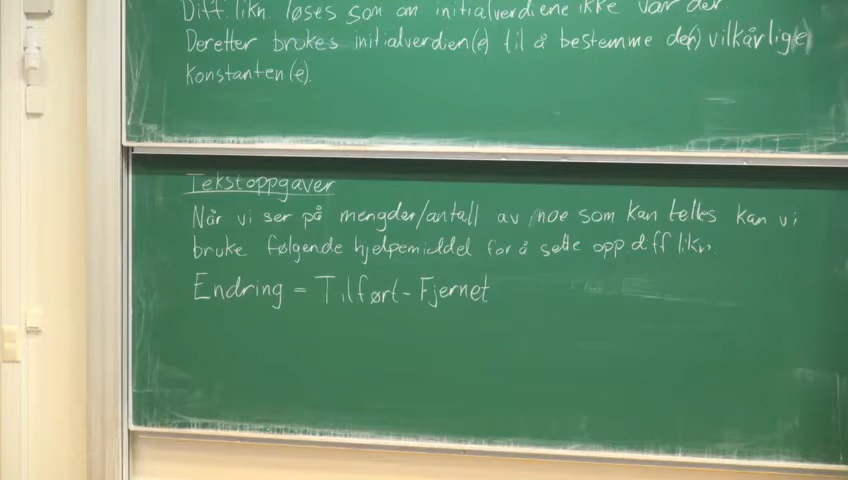 Diff.likn. løses som om initialverdiene ikke var der
Deretter brukes initialverdien(e) til å bestemme de(n) vilkårlig(e)
konstanten(e).
Tekstoppgaver
Når vi ser på mengder/antall av noe som kan telles kan vi
bruke følgende hjelpemiddel for å sette opp diff likn.
Endring = Tilført - Fjernet